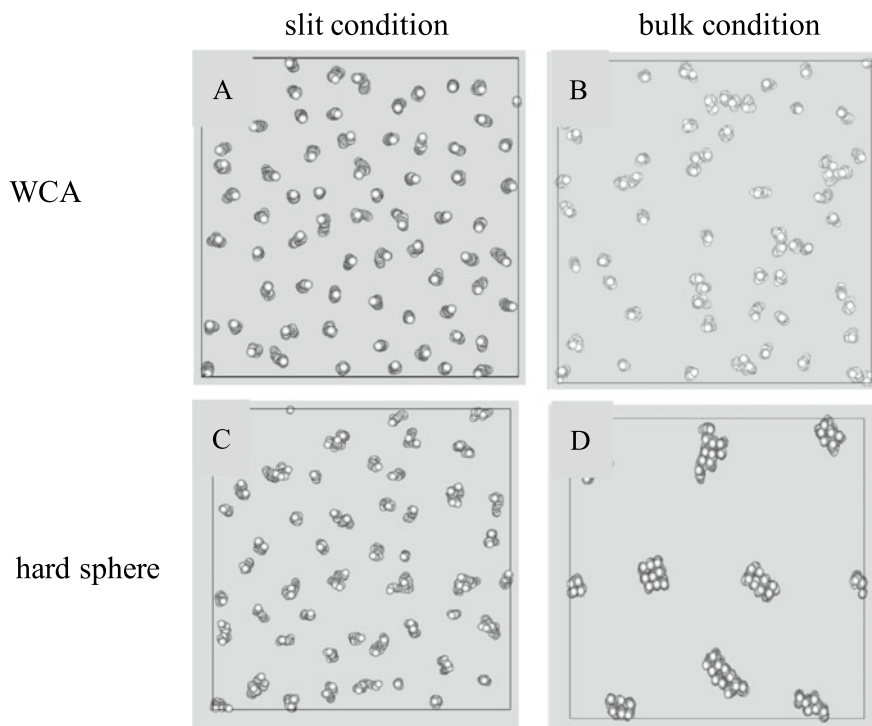 slit condition
bulk condition
A
B
WCA
C
D
hard sphere